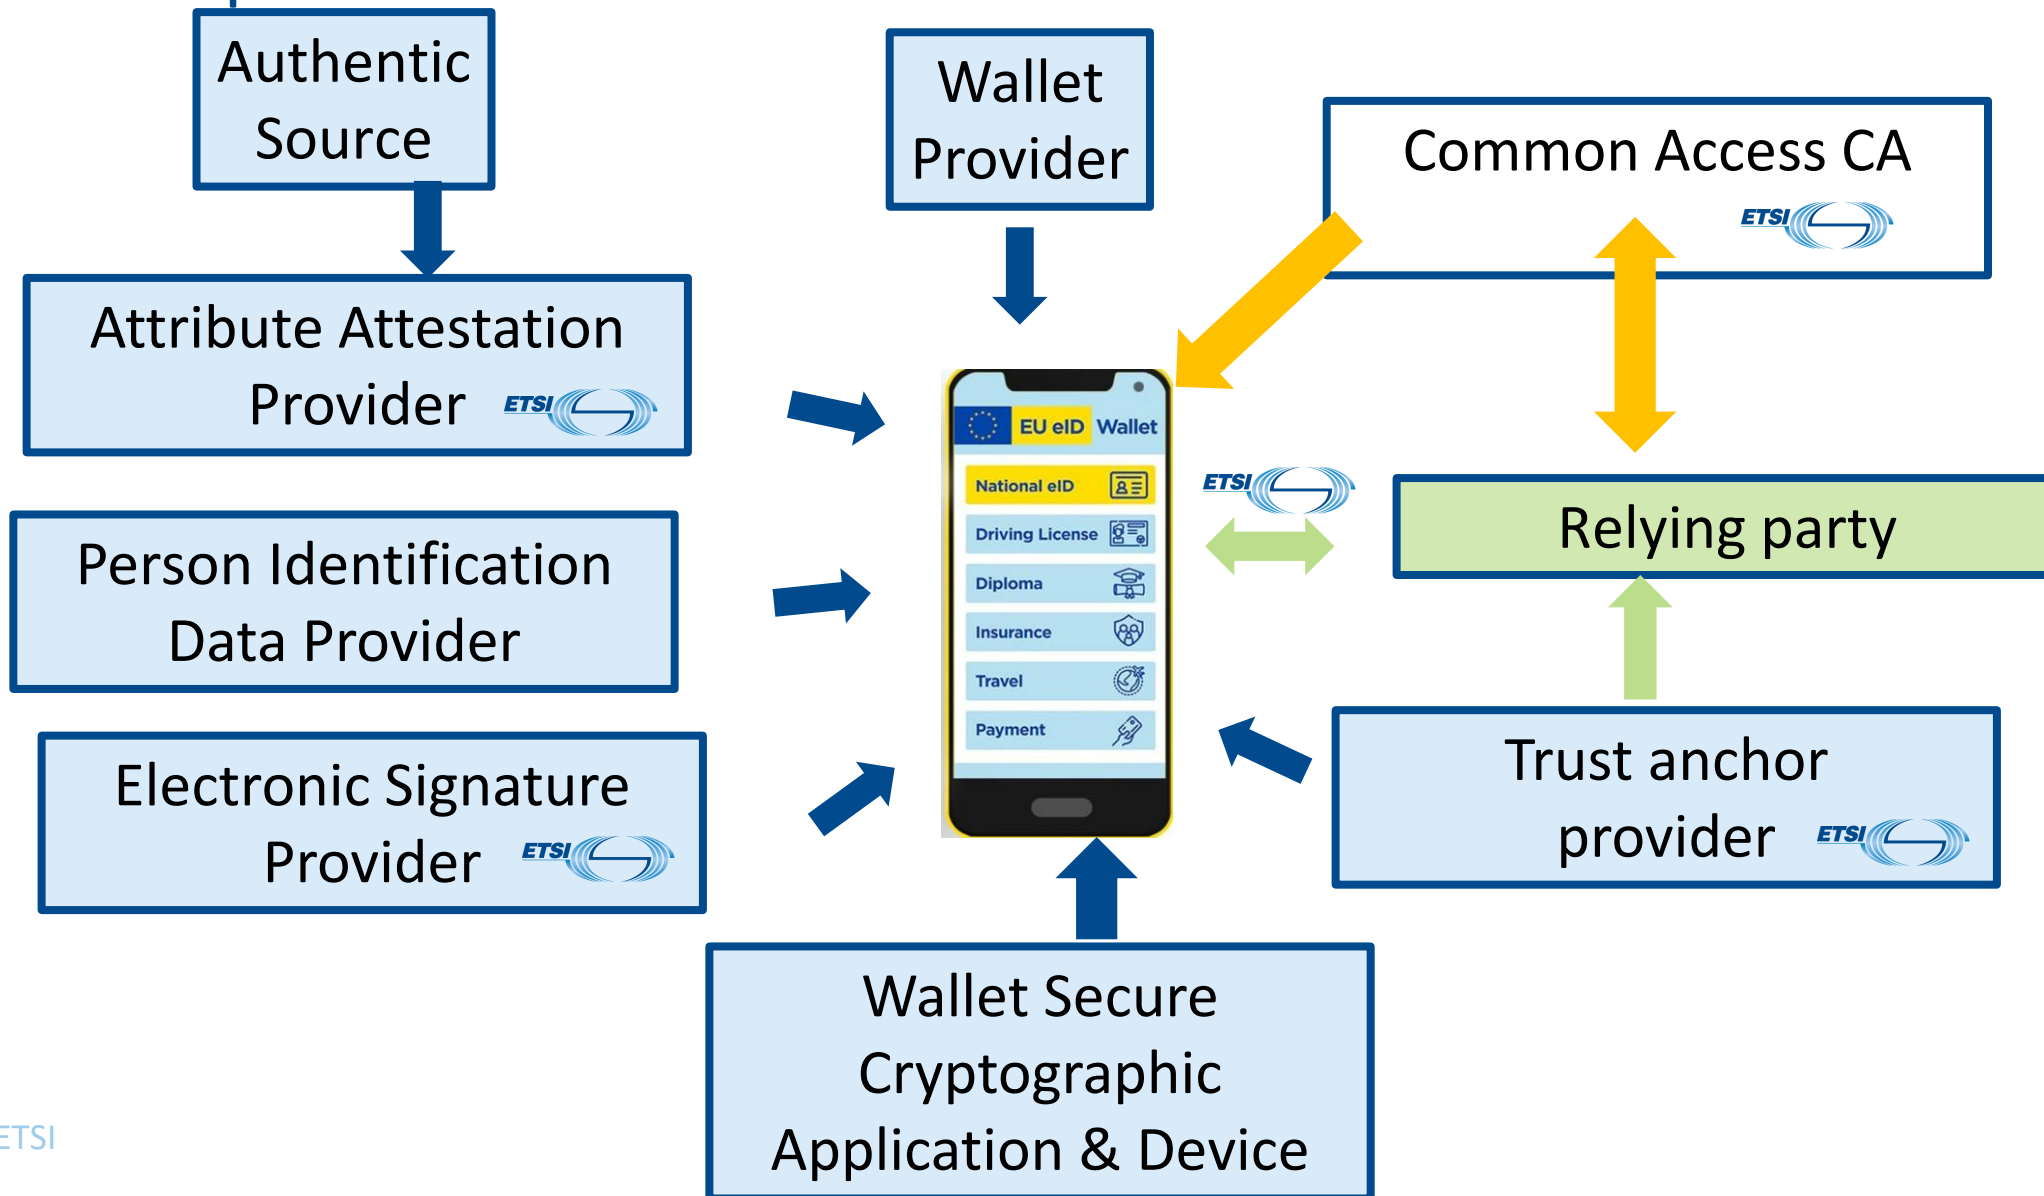 Authentic
Source
Wallet
Provider
Common Access CA
ETSI
Attribute Attestation
Provider
ETSI
EU eID Wallet
National eID
Driving License
Diploma
Insurance
Travel
Payment
ETSI
Relying party
Person Identification
Data Provider
Electronic Signature
Provider
ETSI
Trust anchor
provider
ETSI
Wallet Secure
Cryptographic
Application & Device
ETSI